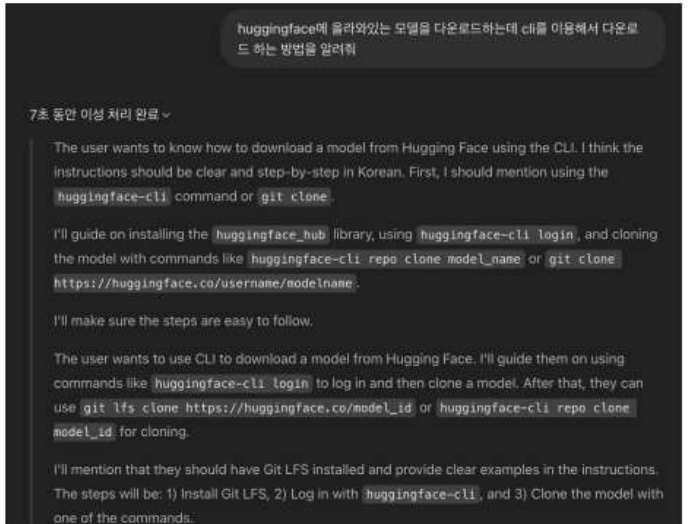 huggingface에 올라와있는 모델을 다운로드하는데 cli를 이용해서 다운로
드 하는 방법을 알려줘
7초 동안 이성 처리 완료
The user wants to know how to download a model from Hugging Face using the CLI. I think the
instructions should be clear and step-by-step in Korean. First, I should mention using the
huggingface-cli command or git clone.
I'll guide on installing the huggingface_hub library, using huggingface-cli login, and cloning
the model with commands like huggingface-cli repo clone model_name or git clone
https://huggingface.co/username/modelname.
I'll make sure the steps are easy to follow.
The user wants to use CLI to download a model from Hugging Face. I'll guide them on using
commands like huggingface-cli login to log in and then clone a model. After that, they can
use git lfs clone https://huggingface.co/model_id or huggingface-cli repo clone
model_id for cloning.
I'll mention that they should have Git LFS installed and provide clear examples in the instructions.
The steps will be: 1) Install Git LFS, 2) Log in with huggingface-cli, and 3) Clone the model with
one of the commands.